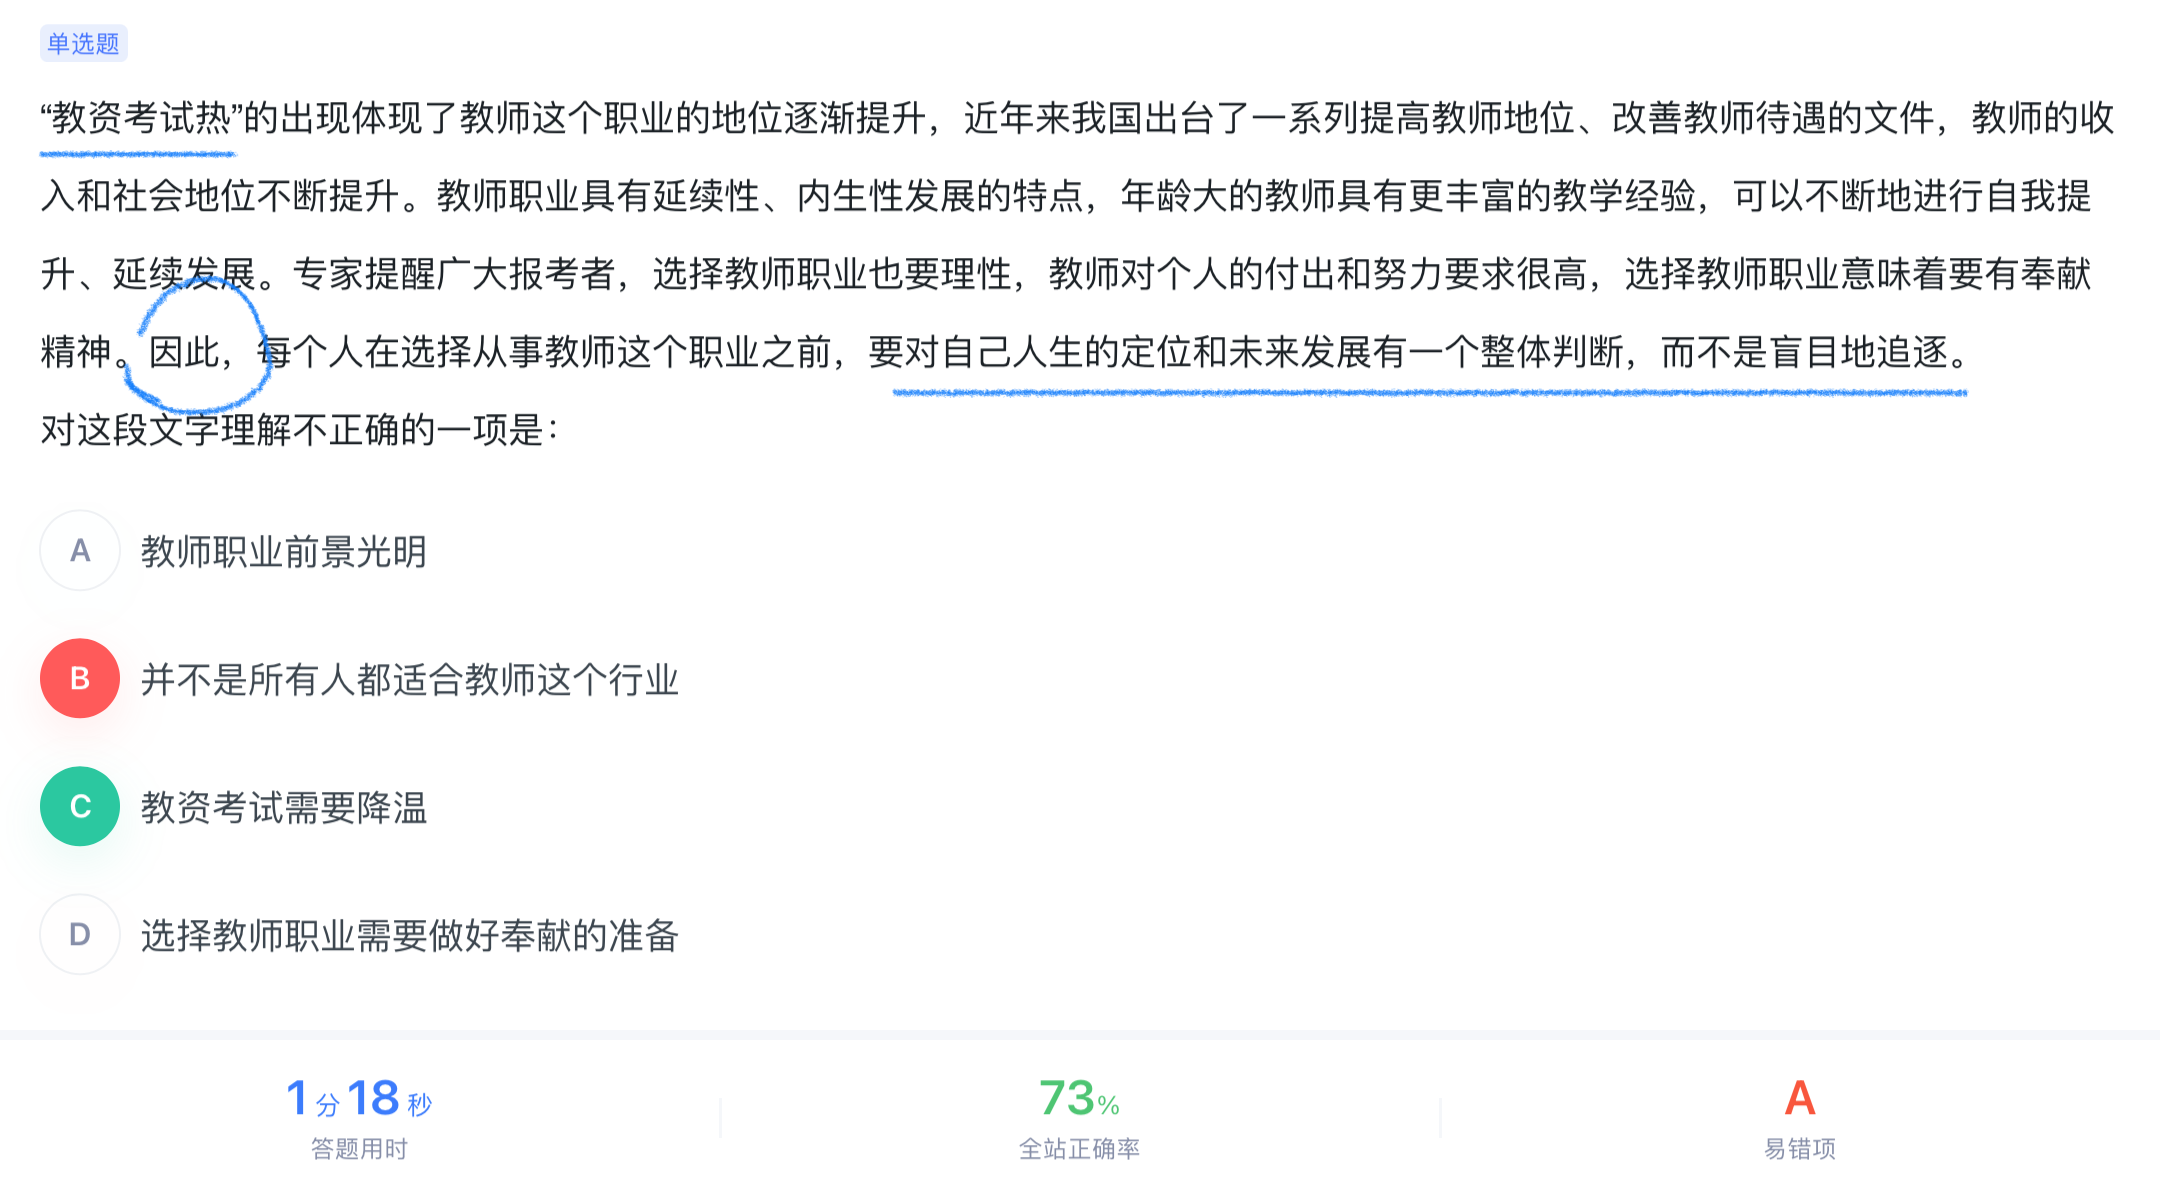 单选题
“教资考试热”的出现体现了教师这个职业的地位逐渐提升，近年来我国出台了一系列提高教师地位、改善教师待遇的文件，教师的收
入和社会地位不断提升。教师职业具有延续性、内生性发展的特点，年龄大的教师具有更丰富的教学经验，可以不断地进行自我提
升、延续发展。专家提醒广大报考者，选择教师职业也要理性，教师对个人的付出和努力要求很高，选择教师职业意味着要有奉献
精神。因此，每个人在选择从事教师这个职业之前，要对自己人生的定位和未来发展有一个整体判断，而不是盲目地追逐。
对这段文字理解不正确的一项是：
A 教师职业前景光明
B 并不是所有人都适合教师这个行业
C 教资考试需要降温
D 选择教师职业需要做好奉献的准备
1分18秒 73% A
答题用时 全站正确率 易错项